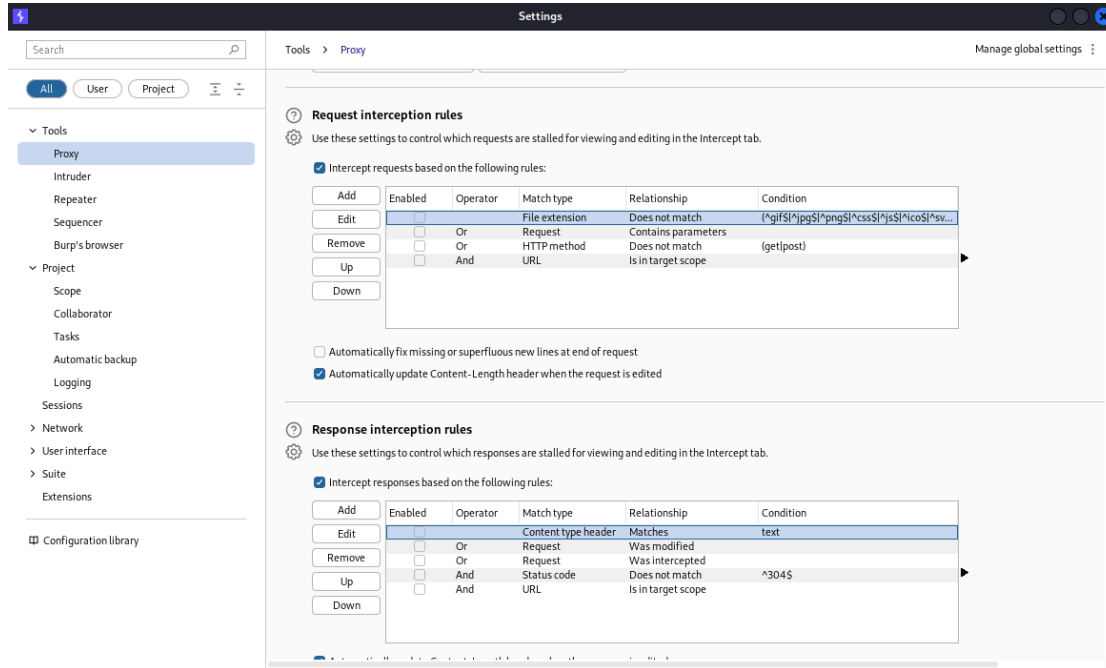 Settings
Search
Tools > Proxy
Manage global settings
All User Project
Tools
Proxy
Intruder
Repeater
Sequencer
Burp's browser
Project
Scope
Collaborator
Tasks
Automatic backup
Logging
Sessions
Network
User interface
Suite
Extensions
Configuration library
Request interception rules
Use these settings to control which requests are stalled for viewing and editing in the Intercept tab.
Intercept requests based on the following rules:
Add
Edit
Remove
Up
Down
Enabled Operator Match type Relationship Condition
File extension Does not match (^gif$|^jpg$|^png$|^css$|^js$|^ico$|^sv...
Or Request Contains parameters
Or HTTP method Does not match (get|post)
And URL Is in target scope
Automatically fix missing or superfluous new lines at end of request
Automatically update Content-Length header when the request is edited
Response interception rules
Use these settings to control which responses are stalled for viewing and editing in the Intercept tab.
Intercept responses based on the following rules:
Add
Edit
Remove
Up
Down
Enabled Operator Match type Relationship Condition
Content type header Matches text
Or Request Was modified
Or Request Was intercepted
And Status code Does not match ^304$
And URL Is in target scope